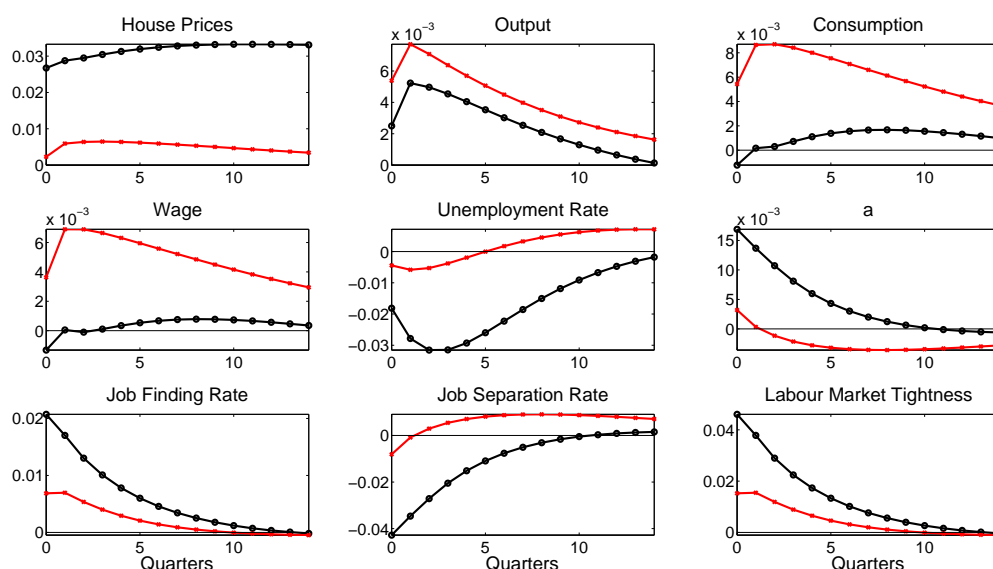 House Prices
0.03
0.02
0.01
0
0 5 10
Output
x 10⁻³
6
4
2
0
0 5 10
Consumption
x 10⁻³
8
6
4
2
0
0 5 10
Wage
x 10⁻³
6
4
2
0
0 5 10
Unemployment Rate
0
−0.01
−0.02
−0.03
0 5 10
a
x 10⁻³
15
10
5
0
0 5 10
Job Finding Rate
0.02
0.01
0
0 5 10
Quarters
Job Separation Rate
0
−0.02
−0.04
0 5 10
Quarters
Labour Market Tightness
0.04
0.02
0
0 5 10
Quarters